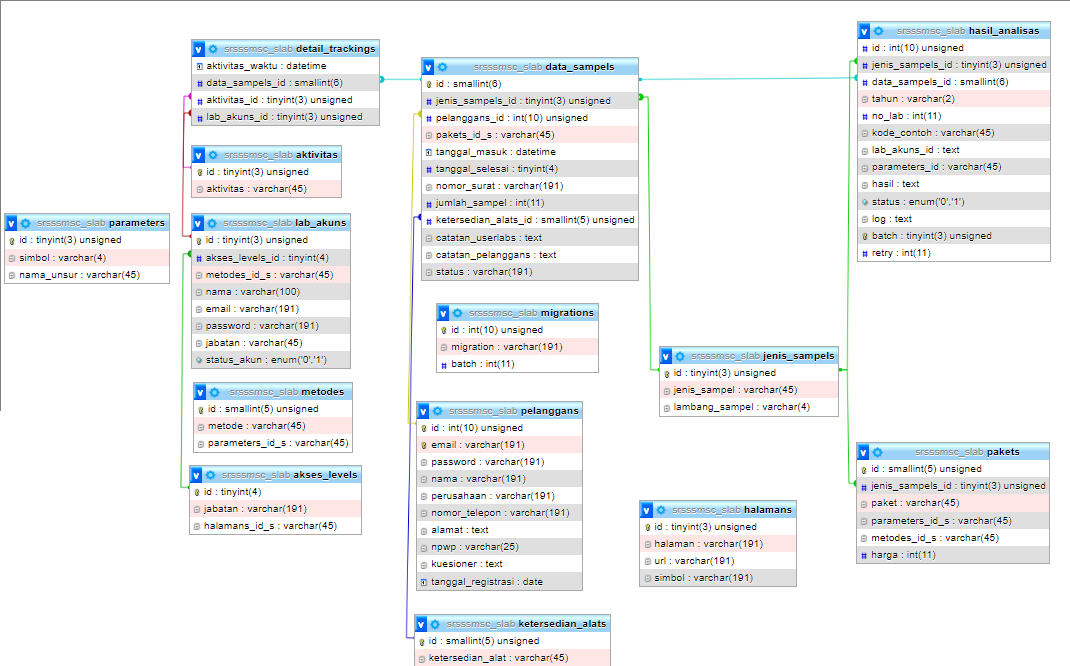 srsssmsc_slab detail_trackings
aktivitas_waktu : datetime
data_sampels_id : smallint(6)
aktivitas_id : tinyint(3) unsigned
lab_akuns_id : tinyint(3) unsigned
srsssmsc_slab aktivitas
id : tinyint(3) unsigned
aktivitas : varchar(45)
srsssmsc_slab parameters
id : tinyint(3) unsigned
simbol : varchar(4)
nama_unsur : varchar(45)
srsssmsc_slab lab_akuns
id : tinyint(3) unsigned
akses_levels_id : tinyint(4)
metodes_id_s : varchar(45)
nama : varchar(100)
email : varchar(191)
password : varchar(191)
jabatan : varchar(45)
status_akun : enum('0','1')
srsssmsc_slab metodes
id : smallint(5) unsigned
metode : varchar(45)
parameters_id_s : varchar(45)
srsssmsc_slab akses_levels
id : tinyint(4)
jabatan : varchar(191)
halamans_id_s : varchar(45)
srsssmsc_slab data_sampels
id : smallint(6)
jenis_sampels_id : tinyint(3) unsigned
pelanggans_id : int(10) unsigned
pakets_id_s : varchar(45)
tanggal_masuk : datetime
tanggal_selesai : tinyint(4)
nomor_surat : varchar(191)
jumlah_sampel : int(11)
ketersedian_alats_id : smallint(5) unsigned
catatan_userlabs : text
catatan_pelanggans : text
status : varchar(191)
srsssmsc_slab migrations
id : int(10) unsigned
migration : varchar(191)
batch : int(11)
srsssmsc_slab pelanggans
id : int(10) unsigned
email : varchar(191)
password : varchar(191)
nama : varchar(191)
perusahaan : varchar(191)
nomor_telepon : varchar(191)
alamat : text
npwp : varchar(25)
kuesioner : text
tanggal_registrasi : date
srsssmsc_slab ketersedian_alats
id : smallint(5) unsigned
ketersedian_alat : varchar(45)
srsssmsc_slab hasil_analisas
id : int(10) unsigned
jenis_sampels_id : tinyint(3) unsigned
data_sampels_id : smallint(6)
tahun : varchar(2)
no_lab : int(11)
kode_contoh : varchar(45)
lab_akuns_id : text
parameters_id : varchar(45)
hasil : text
status : enum('0','1')
log : text
batch : tinyint(3) unsigned
retry : int(11)
srsssmsc_slab jenis_sampels
id : tinyint(3) unsigned
jenis_sampel : varchar(45)
lambang_sampel : varchar(4)
srsssmsc_slab pakets
id : smallint(5) unsigned
jenis_sampels_id : tinyint(3) unsigned
paket : varchar(45)
parameters_id_s : varchar(45)
metodes_id_s : varchar(45)
harga : int(11)
srsssmsc_slab halamans
id : tinyint(3) unsigned
halaman : varchar(191)
url : varchar(191)
simbol : varchar(191)